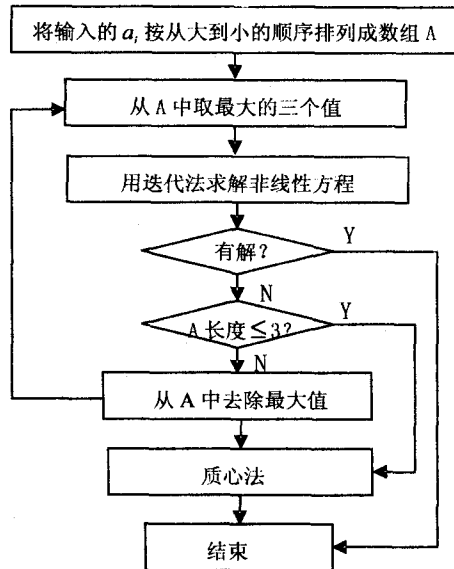 将输入的 aᵢ 按从大到小的顺序排列成数组 A
从 A 中取最大的三个值
用迭代法求解非线性方程
有解?
Y
N
A 长度≤3?
Y
N
从 A 中去除最大值
质心法
结束